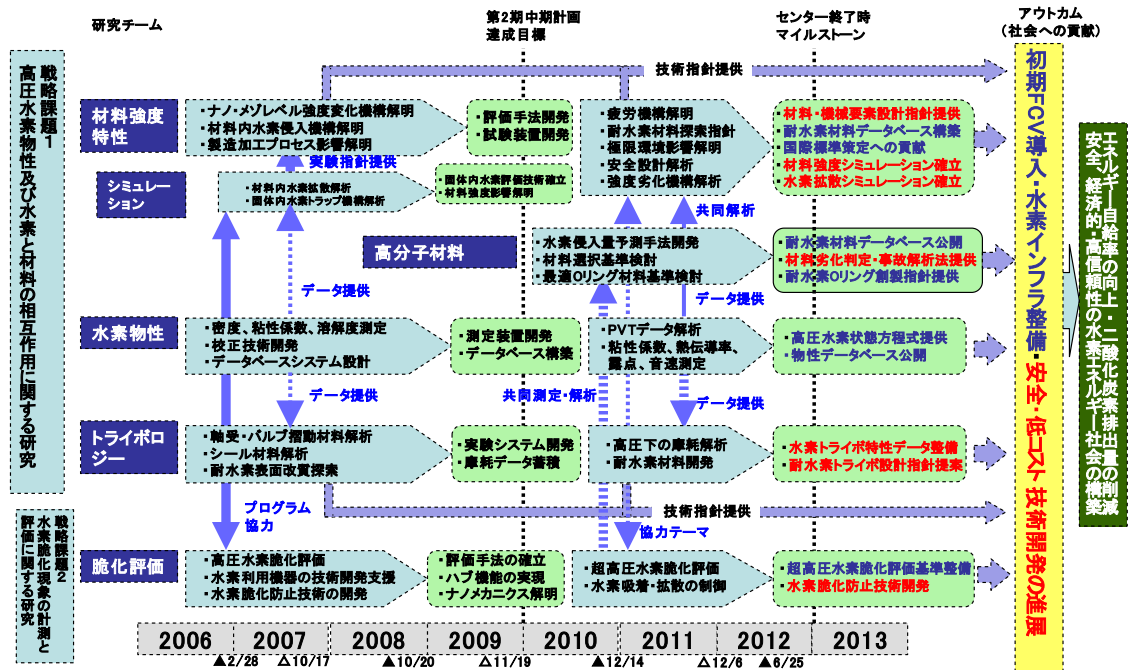 研究チーム
第2期中期計画
達成目標
センター終了時
マイルストーン
アウトカム
(社会への貢献)
戦略課題1
高圧水素物性及び水素と材料の相互作用に関する研究
技術指針提供
材料強度
特性
・ナノ・メゾレベル強度変化機構解明
・材料内水素侵入機構解明
・製造加工プロセス影響解明
・評価手法開発
・試験装置開発
・疲労機構解明
・耐水素材料探索指針
・極限環境影響解明
・安全設計解析
・強度劣化機構解析
・材料・機械要素設計指針提供
・耐水素材料データベース構築
・国際標準策定への貢献
・材料強度シミュレーション確立
・水素拡散シミュレーション確立
実験指針提供
シミュレー
ション
・材料内水素拡散解析
・固体内水素トラップ機構解析
・固体内水素評価技術確立
・材料強度影響解明
共同解析
高分子材料
・水素侵入量予測手法開発
・材料選択基準検討
・最適Oリング材料基準検討
・耐水素材料データベース公開
・材料劣化判定・事故解析法提供
・耐水素Oリング創製指針提供
データ提供
データ提供
水素物性
・密度、粘性係数、溶解度測定
・校正技術開発
・データベースシステム設計
・測定装置開発
・データベース構築
・PVTデータ解析
・粘性係数、熱伝導率、
露点、音速測定
・高圧水素状態方程式提供
・物性データベース公開
データ提供
共同測定・解析
データ提供
トライボロ
ジー
・軸受・バルブ摺動材料解析
・シール材料解析
・耐水素表面改質探索
・実験システム開発
・摩耗データ蓄積
・高圧下の摩耗解析
・耐水素材料開発
・水素トライボ特性データ整備
・耐水素トライボ設計指針提案
プログラム
協力
技術指針提供
協力テーマ
戦略課題2
水素脆化現象の計測と
評価に関する研究
脆化評価
・高圧水素脆化評価
・水素利用機器の技術開発支援
・水素脆化防止技術の開発
・評価手法の確立
・ハブ機能の実現
・ナノメカニクス解明
・超高圧水素脆化評価
・水素吸着・拡散の制御
・超高圧水素脆化評価基準整備
・水素脆化防止技術開発
初期FCV導入・水素インフラ整備・安全・低コスト 技術開発の進展
エネルギー自給率の向上・二酸化炭素排出量の削減
安全、経済的・高信頼性の水素エネルギー社会の構築
2006 2007 2008 2009 2010 2011 2012 2013
▲2/28 △10/17 ▲10/20 △11/19 ▲12/14 △12/6 ▲6/25